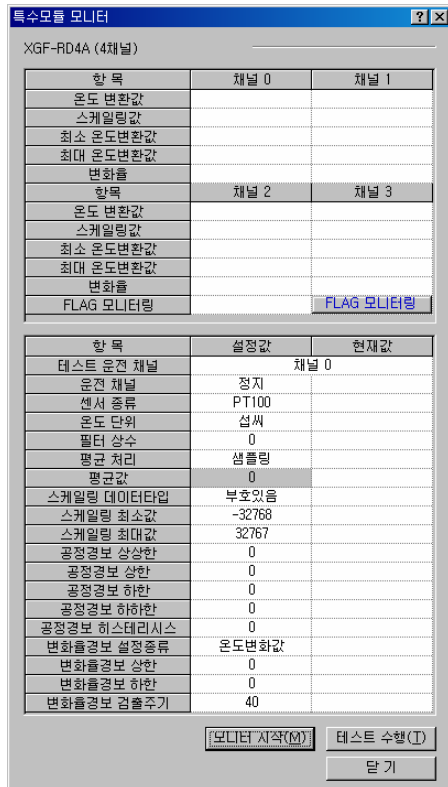 특수모듈 모니터
XGF-RD4A (4채널)
항 목 채널 0 채널 1
온도 변환값
스케일링값
최소 온도변환값
최대 온도변환값
변화율
항목 채널 2 채널 3
온도 변환값
스케일링값
최소 온도변환값
최대 온도변환값
변화율
FLAG 모니터링 FLAG 모니터링
항 목 설정값 현재값
테스트 운전 채널 채널 0
운전 채널 정지
센서 종류 PT100
온도 단위 섭씨
필터 상수 0
평균 처리 샘플링
평균값 0
스케일링 데이터타입 부호있음
스케일링 최소값 -32768
스케일링 최대값 32767
공정경보 상상한 0
공정경보 상한 0
공정경보 하한 0
공정경보 하하한 0
공정경보 히스테리시스 0
변화율경보 설정종류 온도변화값
변화율경보 상한 0
변화율경보 하한 0
변화율경보 검출주기 40
모니터 시작(M) 테스트 수행(T)
닫 기